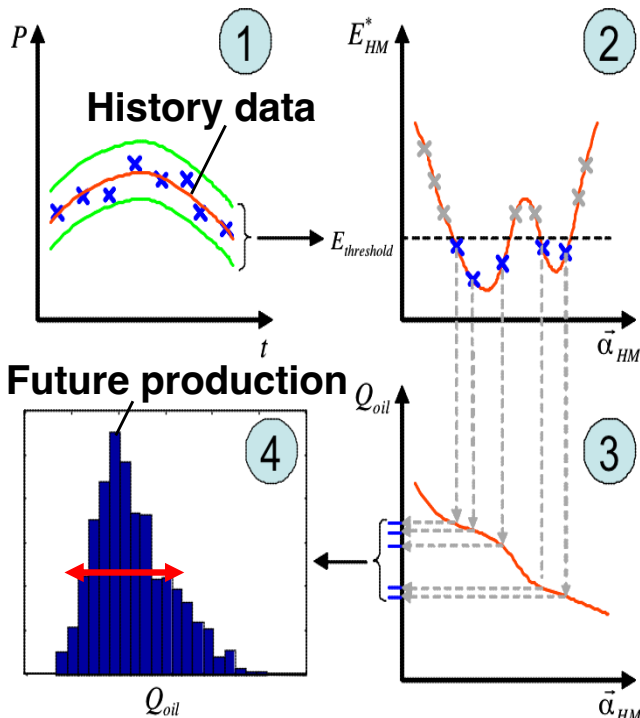 P
1
History data
t
E*HM
2
Ethreshold
α⃗HM
Future production
4
Qoil
Qoil
3
α⃗HM